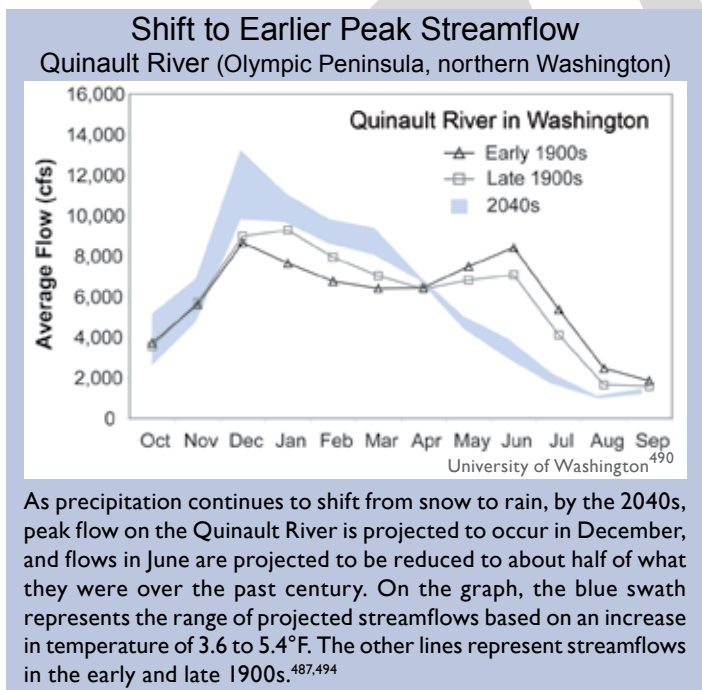 Shift to Earlier Peak Streamflow
Quinault River (Olympic Peninsula, northern Washington)
16,000
14,000
12,000
10,000
8,000
6,000
4,000
2,000
0
Average Flow (cfs)
Quinault River in Washington
Early 1900s
Late 1900s
2040s
Oct Nov Dec Jan Feb Mar Apr May Jun Jul Aug Sep
University of Washington490
As precipitation continues to shift from snow to rain, by the 2040s,
peak flow on the Quinault River is projected to occur in December,
and flows in June are projected to be reduced to about half of what
they were over the past century. On the graph, the blue swath
represents the range of projected streamflows based on an increase
in temperature of 3.6 to 5.4°F. The other lines represent streamflows
in the early and late 1900s.487,494